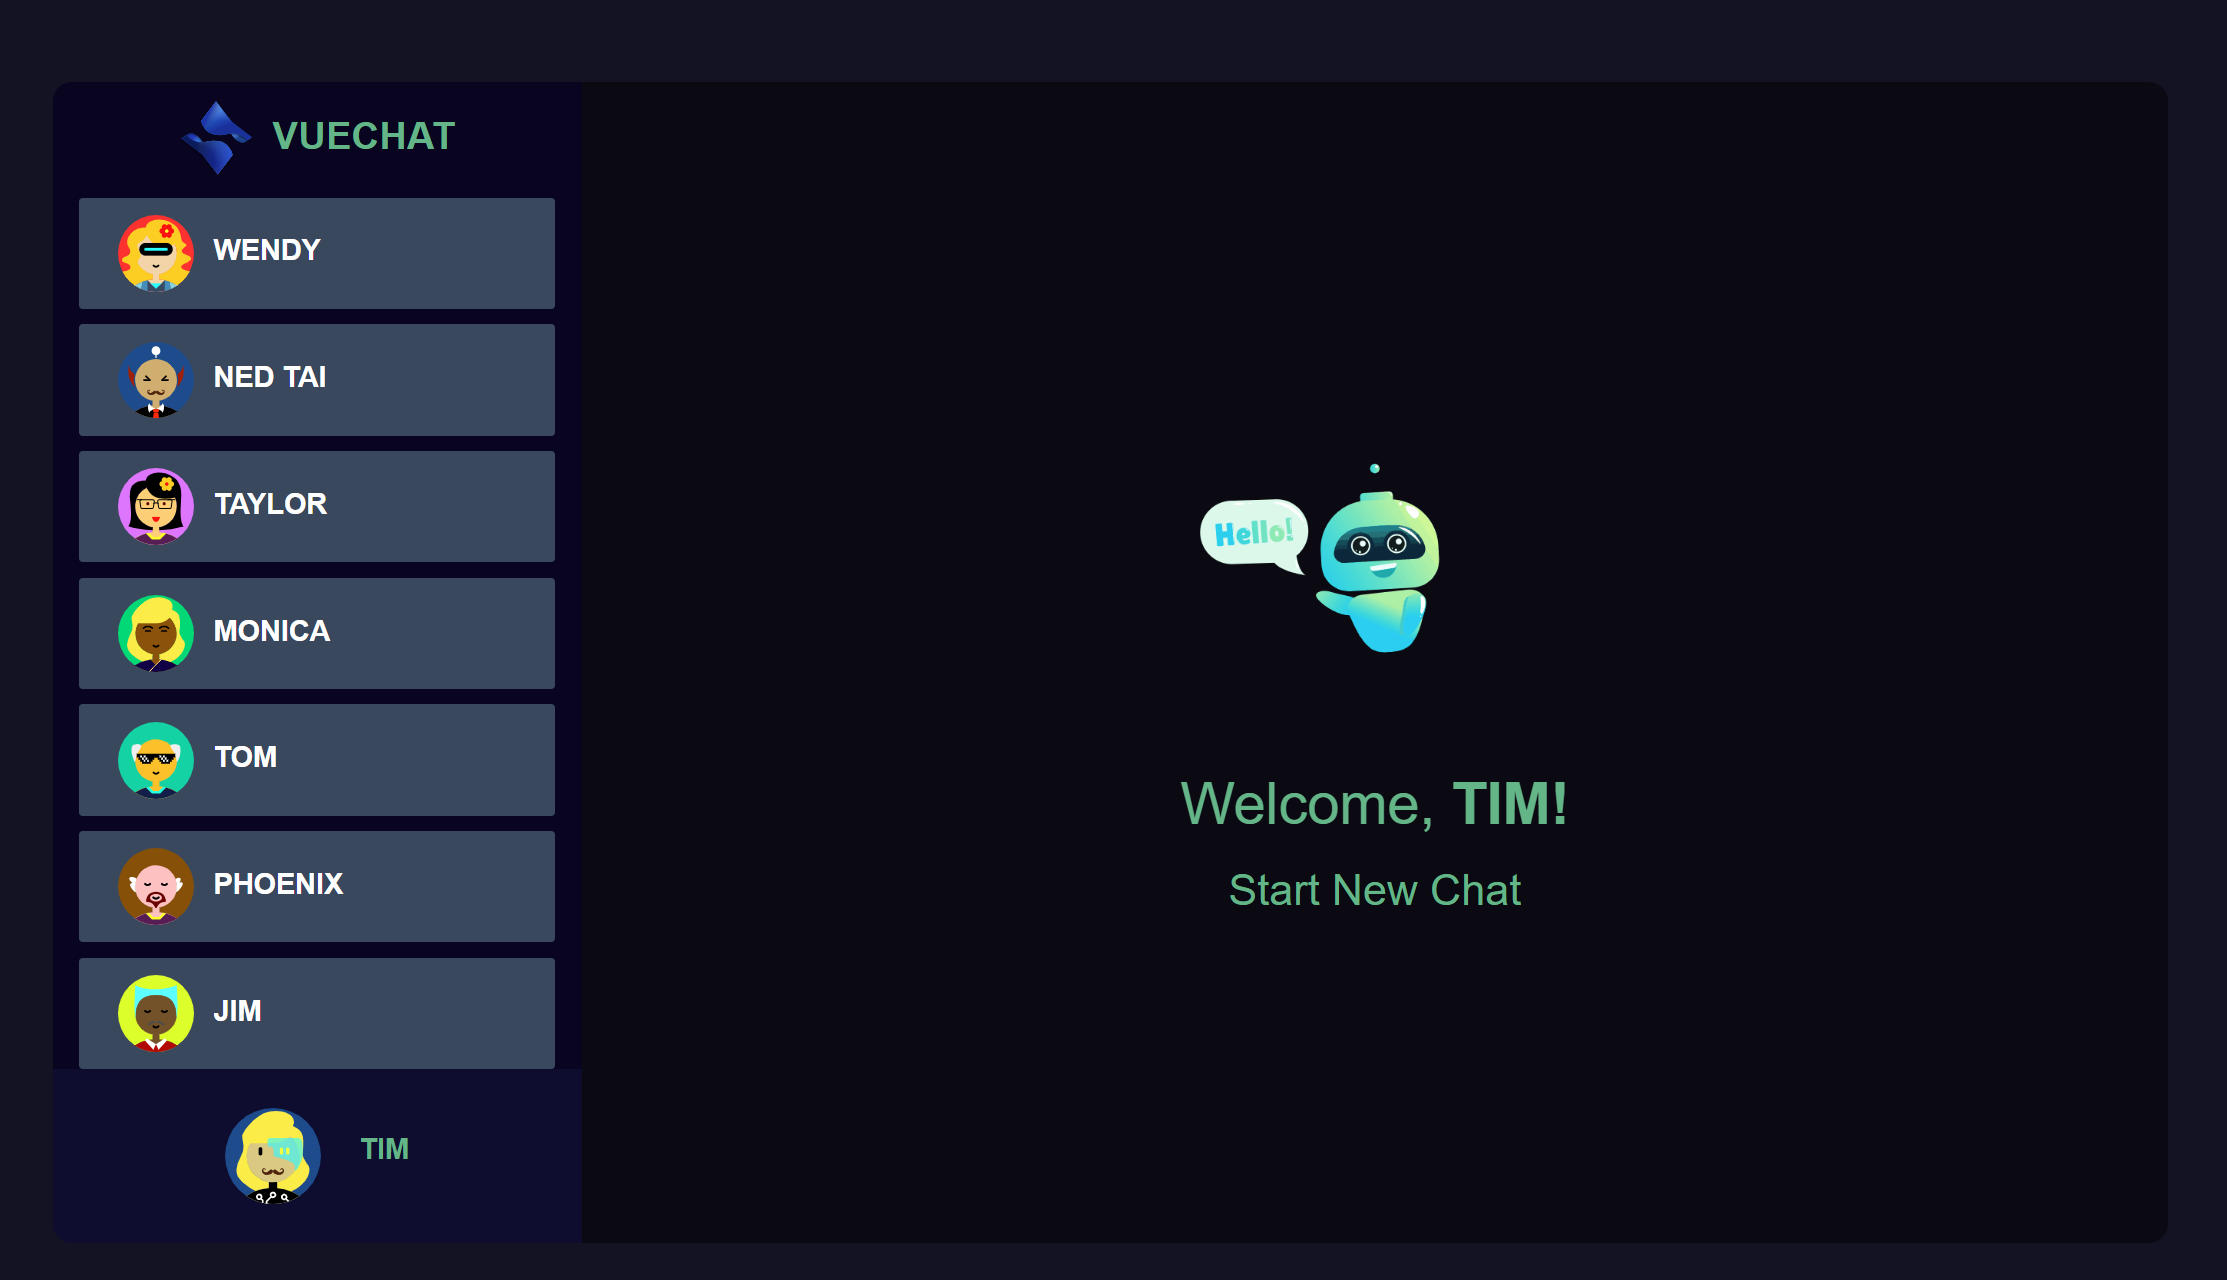 VUECHAT
WENDY
NED TAI
TAYLOR
MONICA
TOM
PHOENIX
JIM
TIM
Hello!
Welcome, TIM!
Start New Chat